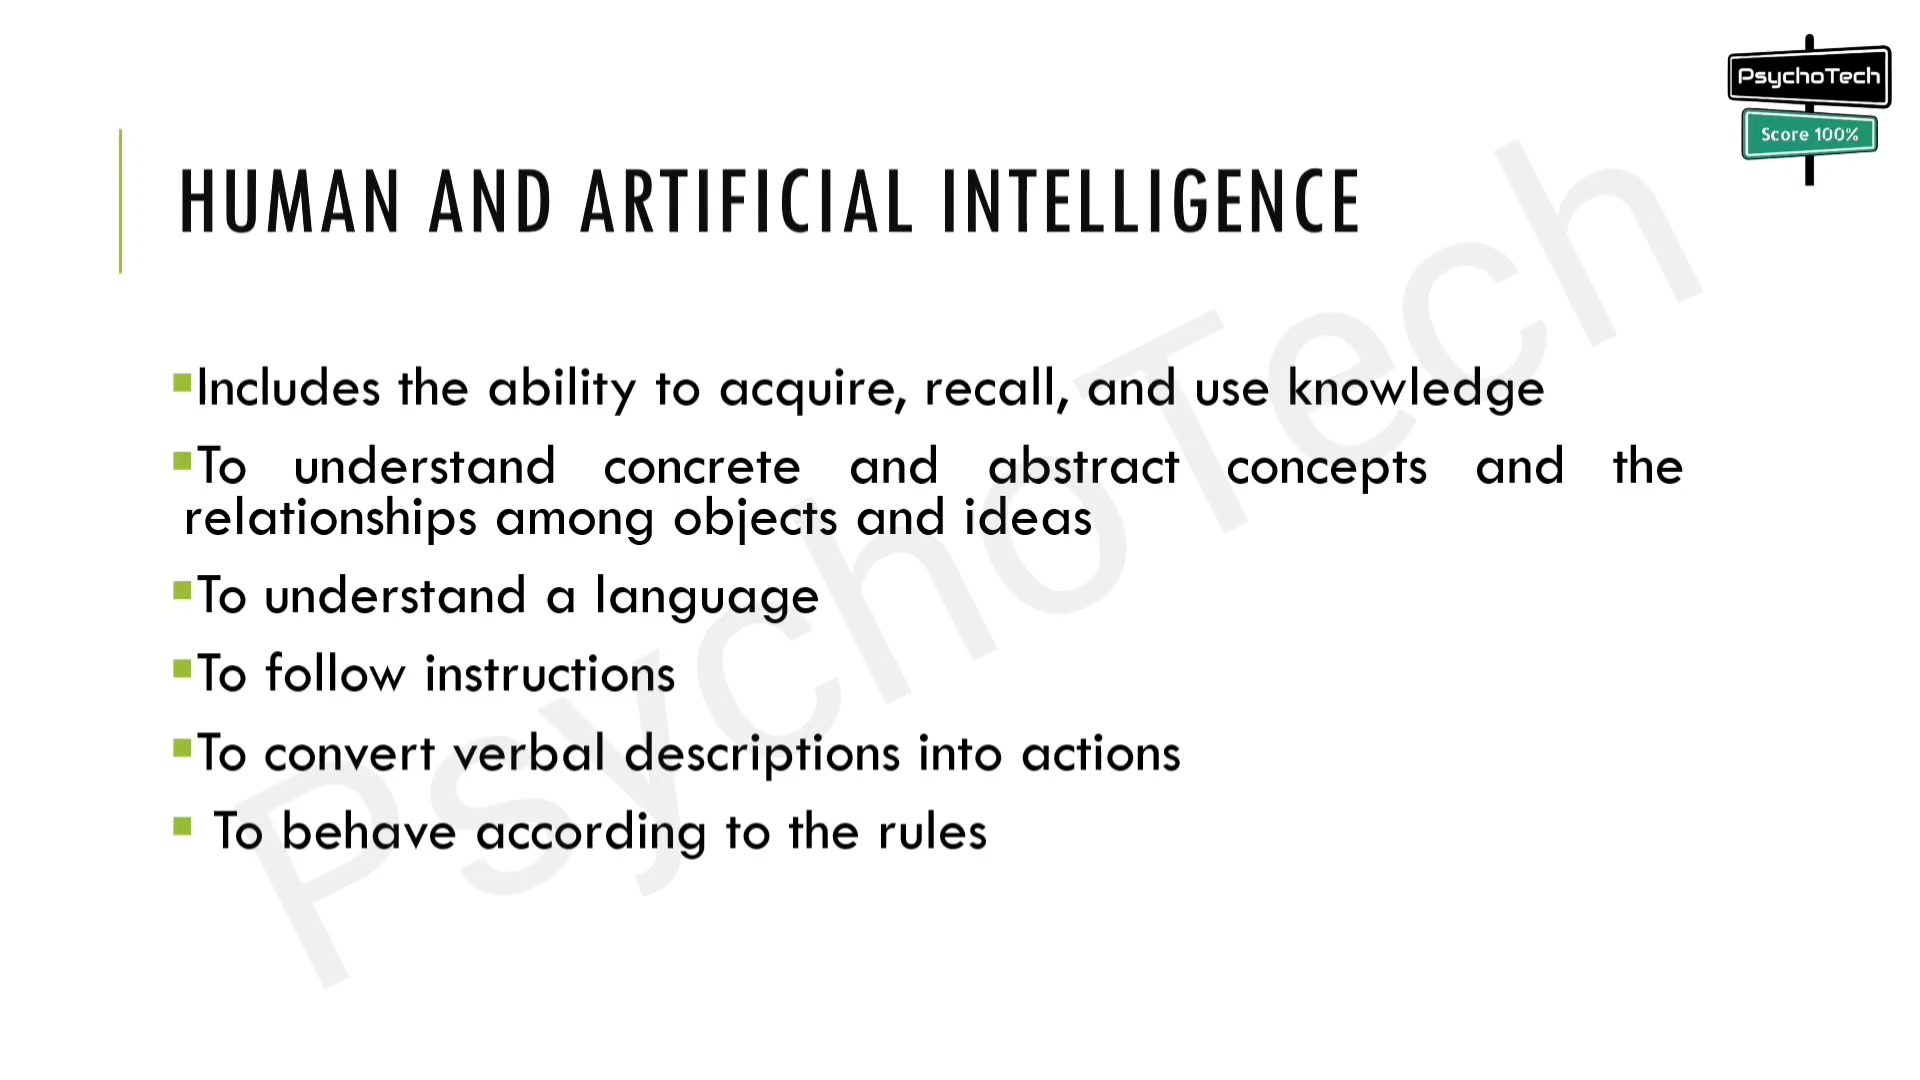 PsychoTech
Score 100%
HUMAN AND ARTIFICIAL INTELLIGENCE
▪Includes the ability to acquire, recall, and use knowledge
▪To understand concrete and abstract concepts and the
relationships among objects and ideas
▪To understand a language
▪To follow instructions
▪To convert verbal descriptions into actions
▪ To behave according to the rules
PsychoTech